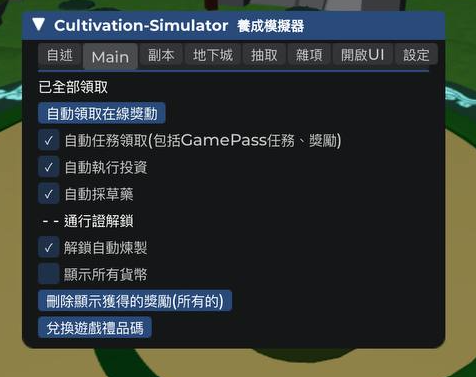 ▼ Cultivation-Simulator 養成模擬器
自述 Main 副本 地下城 抽取 雜項 開啟UI 設定
已全部領取
自動領取在線獎勳
✓ 自動任務領取(包括GamePass任務、獎勵)
✓ 自動執行投資
✓ 自動採草藥
-- 通行證解鎖
✓ 解鎖自動煉製
顯示所有貨幣
刪除顯示獲得的獎勵(所有的)
兌換遊戲禮品碼